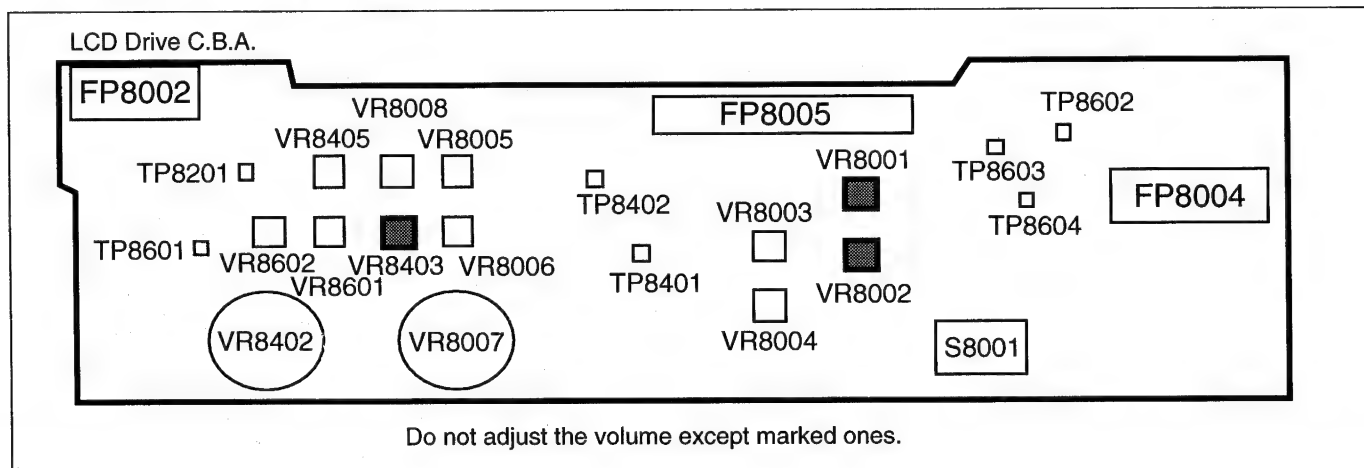 LCD Drive C.B.A.
FP8002
VR8008
FP8005
TP8602
VR8405
VR8005
VR8001
TP8603
TP8201
TP8402
VR8003
TP8604
FP8004
TP8601
VR8602
VR8403
VR8006
VR8601
TP8401
VR8002
VR8402
VR8007
VR8004
S8001
Do not adjust the volume except marked ones.